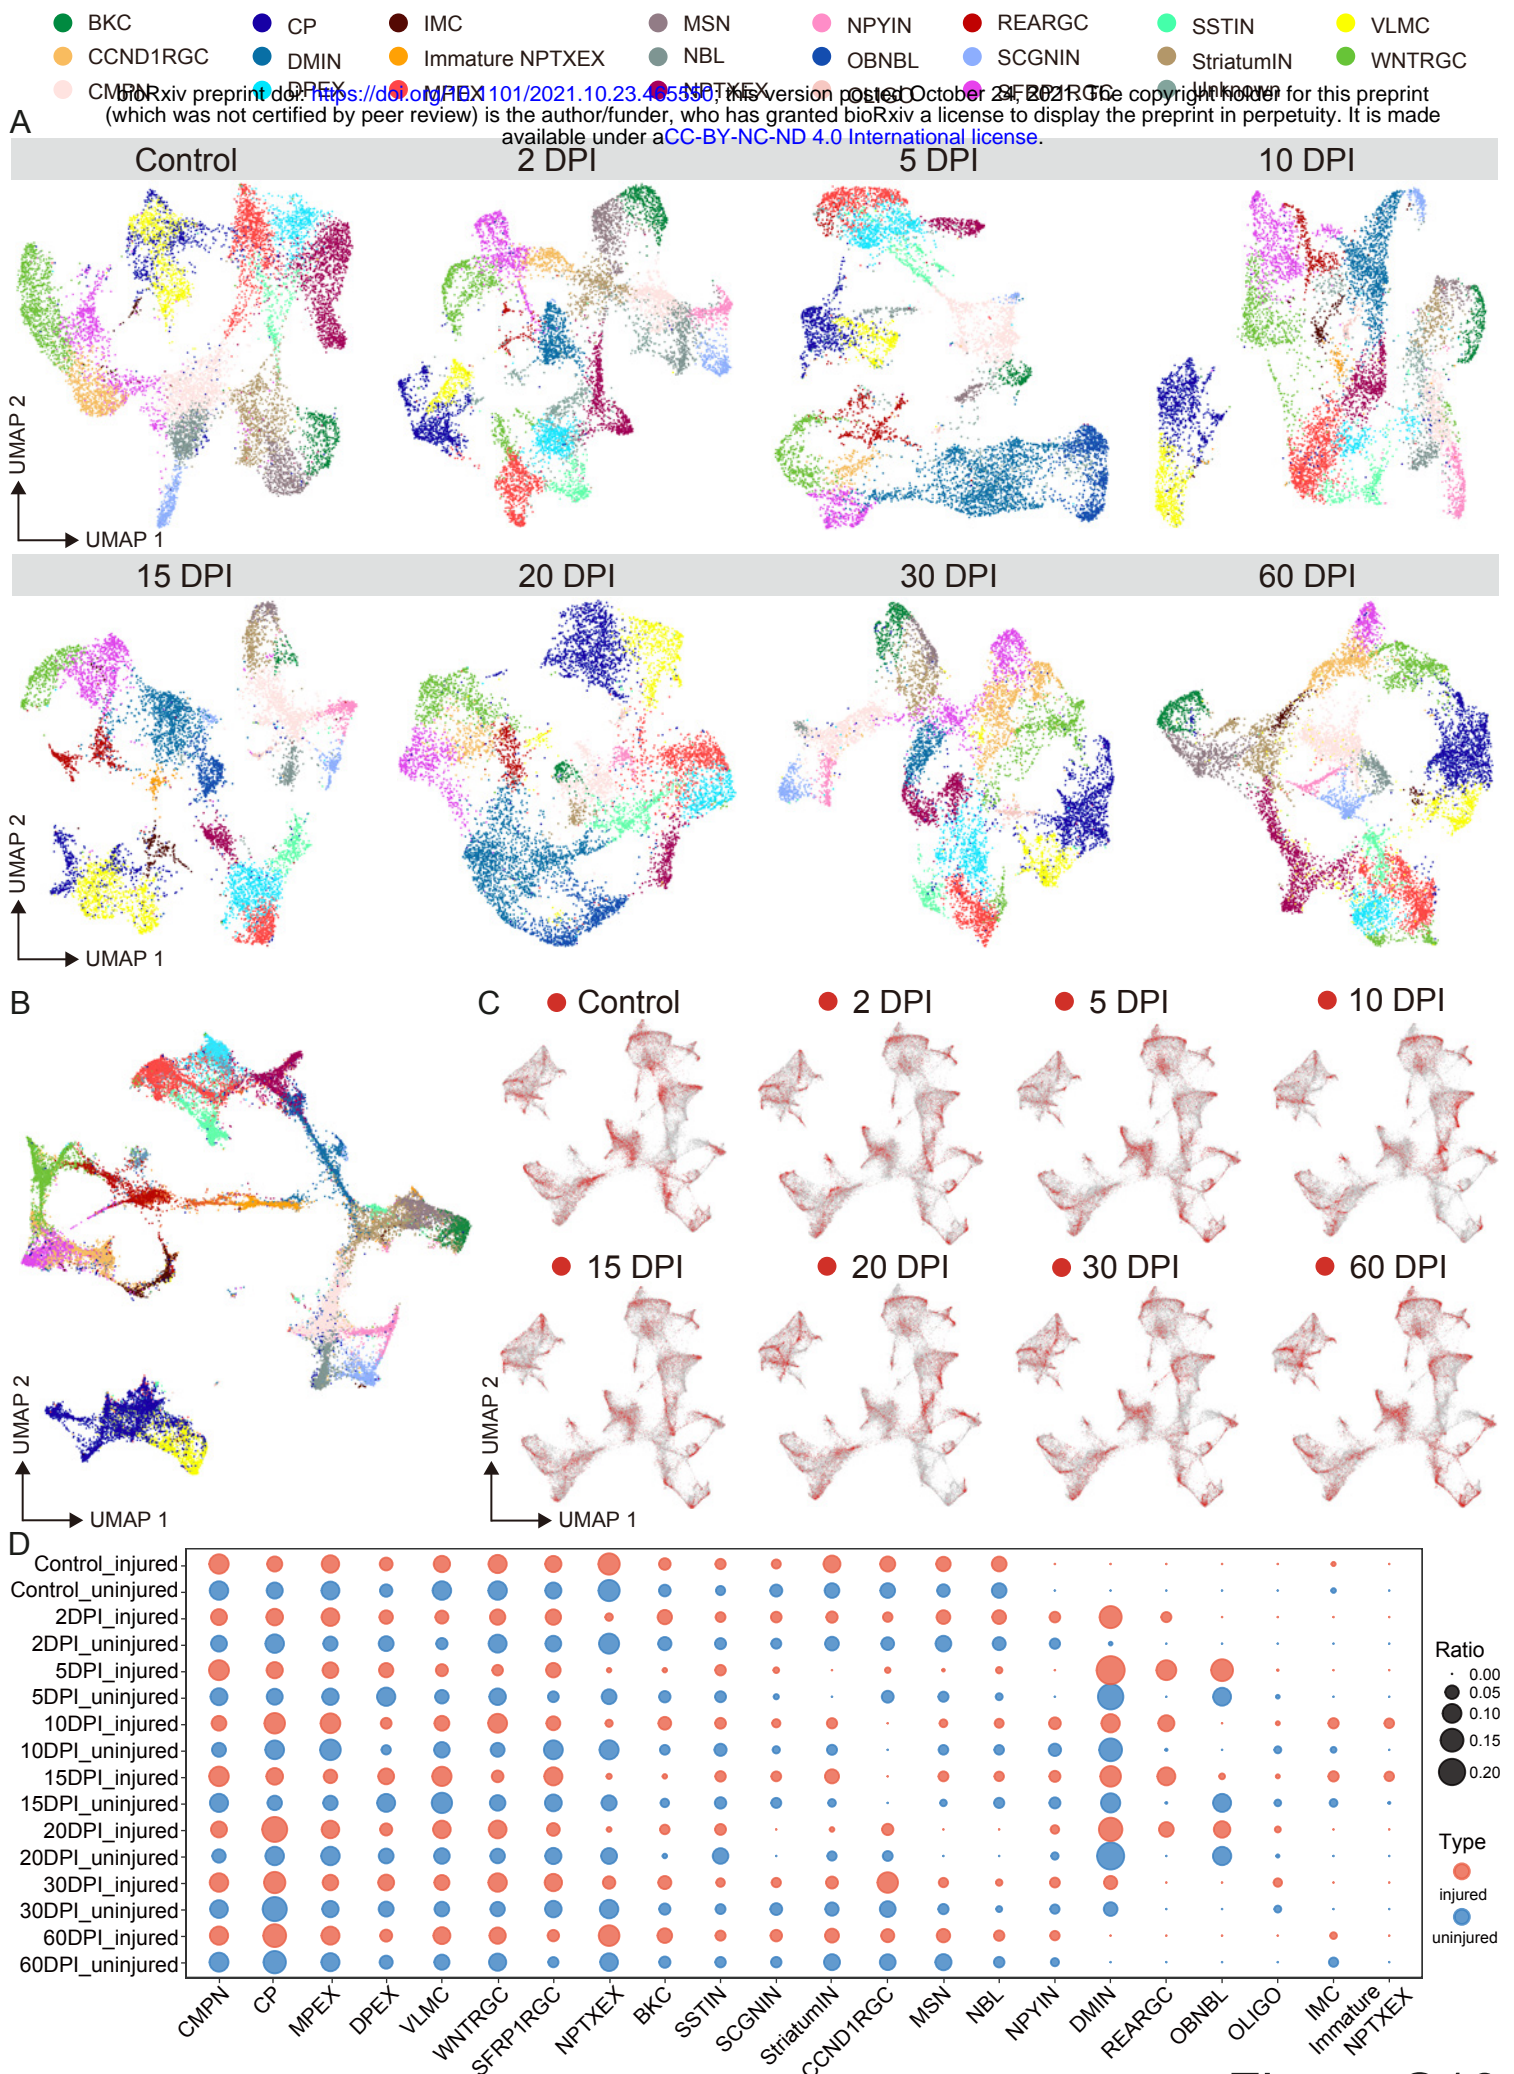 BKC CP IMC MSN NPYIN REARGC SSTIN VLMC
CCND1RGC DMIN Immature NPTXEX NBL OBNBL SCGNIN StriatumIN WNTRGC
CMPN DPEX MPEX NPTXEX OLIGO SFRP1RGC Unknown
bioRxiv preprint doi: https://doi.org/10.1101/2021.10.23.465550; this version posted October 24, 2021. The copyright holder for this preprint
(which was not certified by peer review) is the author/funder, who has granted bioRxiv a license to display the preprint in perpetuity. It is made
available under aCC-BY-NC-ND 4.0 International license.
A
Control 2 DPI 5 DPI 10 DPI
UMAP 2
UMAP 1
15 DPI 20 DPI 30 DPI 60 DPI
UMAP 2
UMAP 1
B
UMAP 2
UMAP 1
C
Control 2 DPI 5 DPI 10 DPI
15 DPI 20 DPI 30 DPI 60 DPI
UMAP 2
UMAP 1
D
Control_injured
Control_uninjured
2DPI_injured
2DPI_uninjured
5DPI_injured
5DPI_uninjured
10DPI_injured
10DPI_uninjured
15DPI_injured
15DPI_uninjured
20DPI_injured
20DPI_uninjured
30DPI_injured
30DPI_uninjured
60DPI_injured
60DPI_uninjured
CMPN
CP
MPEX
DPEX
VLMC
WNTRGC
SFRP1RGC
NPTXEX
BKC
SSTIN
SCGNIN
StriatumIN
CCND1RGC
MSN
NBL
NPYIN
DMIN
REARGC
OBNBL
OLIGO
IMC
Immature
NPTXEX
Ratio
0.00
0.05
0.10
0.15
0.20
Type
injured
uninjured